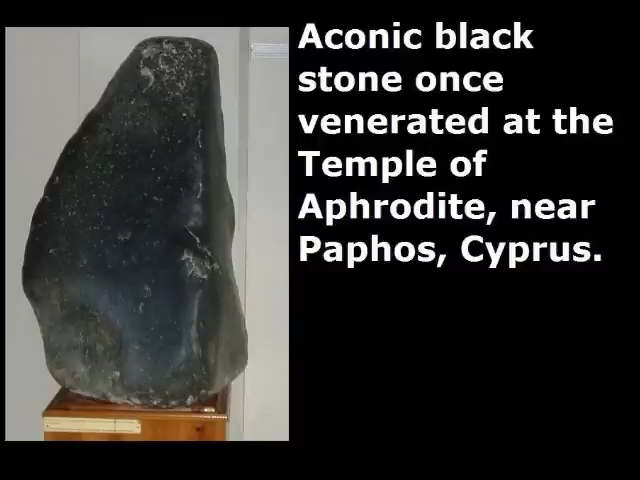 Aconic black
stone once
venerated at the
Temple of
Aphrodite, near
Paphos, Cyprus.